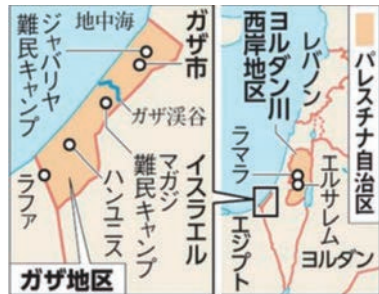 地中海
ジャバリヤ
難民キャンプ
ガザ市
ガザ渓谷
マガジ
難民キャンプ
ハンユニス
ラファ
ガザ地区
イスラエル
パレスチナ自治区
レバノン
ヨルダン川
西岸地区
ラマラ
エルサレム
ヨルダン
エジプト